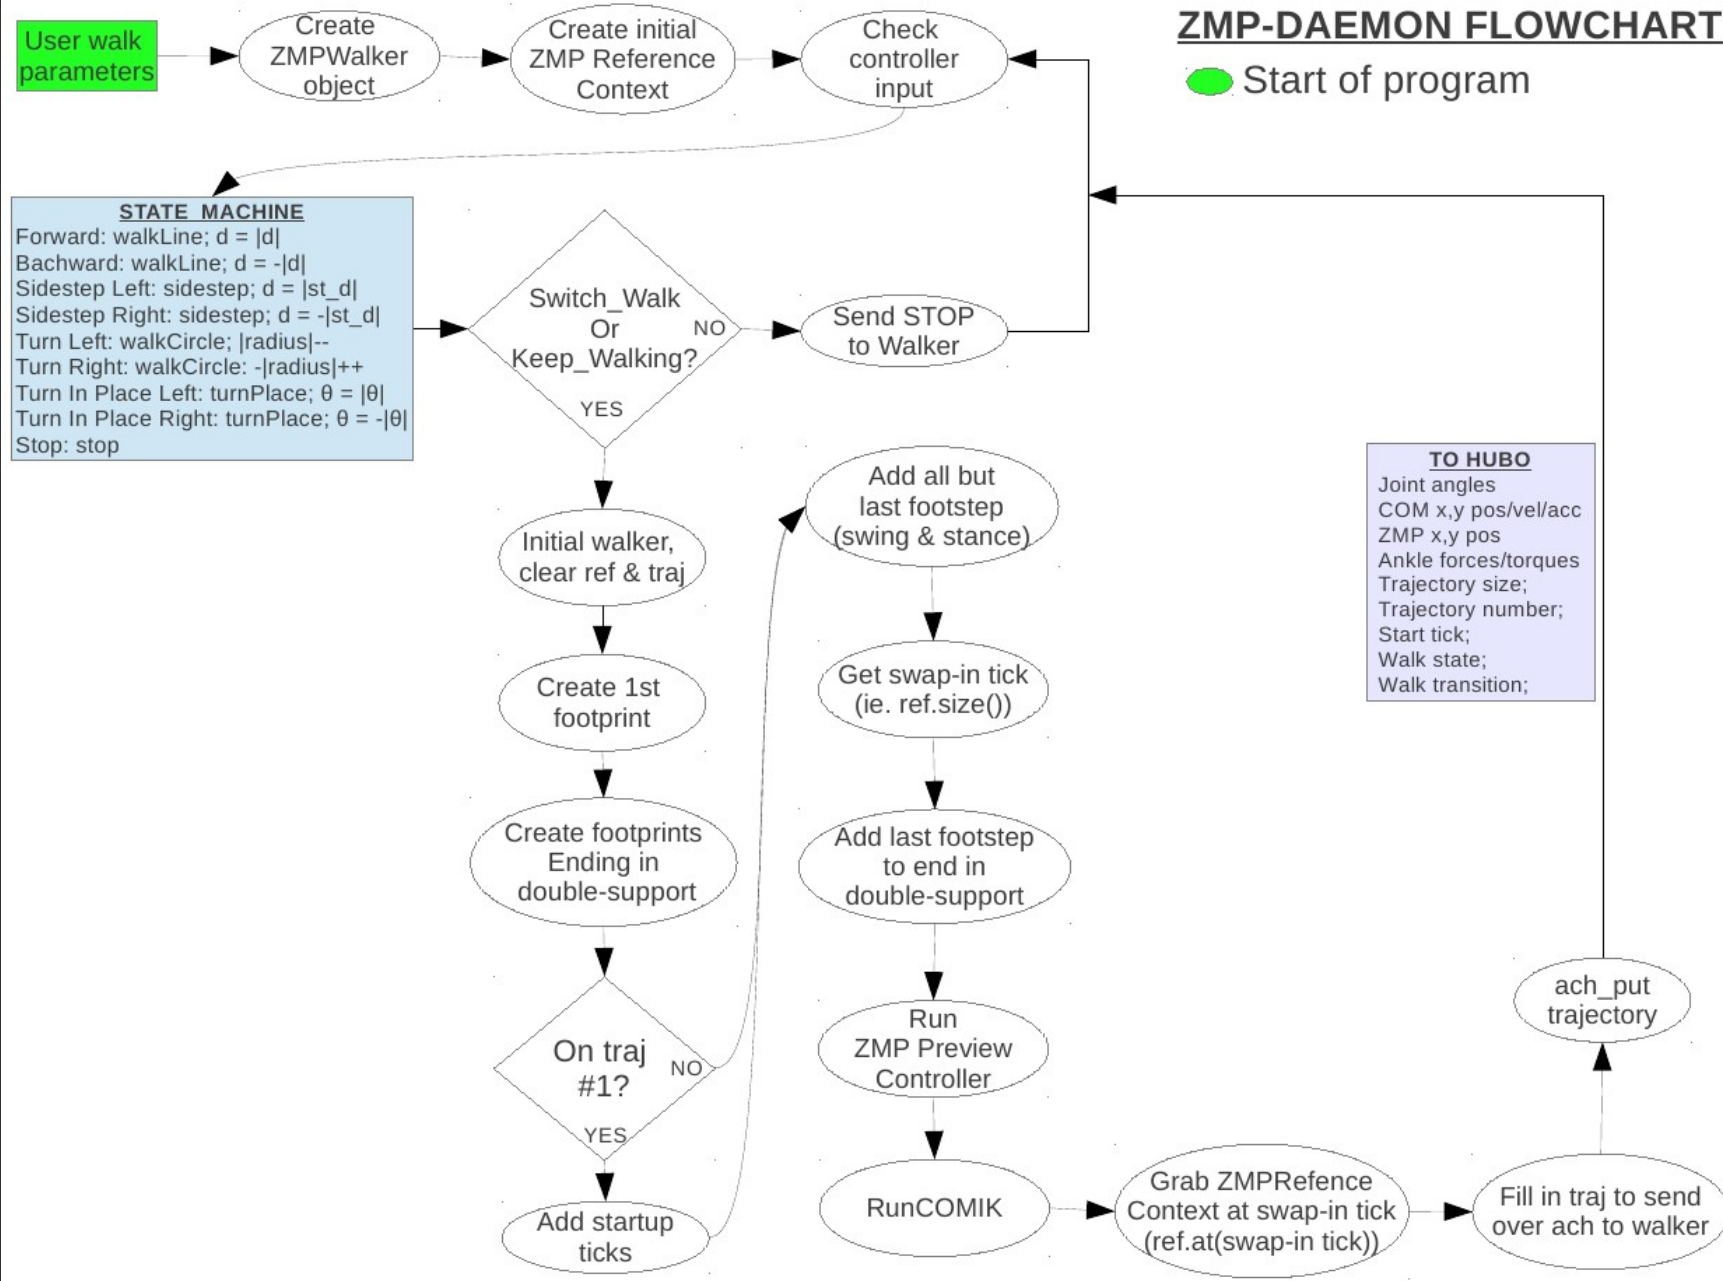 ZMP-DAEMON FLOWCHART
Start of program
User walk
parameters
Create
ZMPWalker
object
Create initial
ZMP Reference
Context
Check
controller
input
STATE_MACHINE
Forward: walkLine; d = |d|
Bachward: walkLine; d = -|d|
Sidestep Left: sidestep; d = |st_d|
Sidestep Right: sidestep; d = -|st_d|
Turn Left: walkCircle; |radius|--
Turn Right: walkCircle: -|radius|++
Turn In Place Left: turnPlace; θ = |θ|
Turn In Place Right: turnPlace; θ = -|θ|
Stop: stop
Switch_Walk
Or
Keep_Walking?
NO
YES
Send STOP
to Walker
Initial walker,
clear ref & traj
Create 1st
footprint
Create footprints
Ending in
double-support
On traj
#1?
NO
YES
Add startup
ticks
Add all but
last footstep
(swing & stance)
Get swap-in tick
(ie. ref.size())
Add last footstep
to end in
double-support
Run
ZMP Preview
Controller
RunCOMIK
Grab ZMPRefence
Context at swap-in tick
(ref.at(swap-in tick))
Fill in traj to send
over ach to walker
ach_put
trajectory
TO HUBO
Joint angles
COM x,y pos/vel/acc
ZMP x,y pos
Ankle forces/torques
Trajectory size;
Trajectory number;
Start tick;
Walk state;
Walk transition;